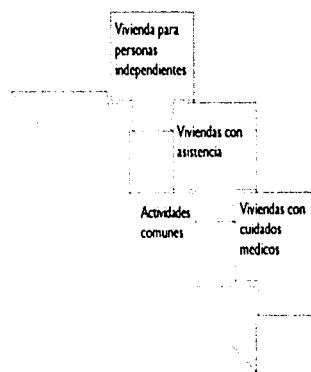 Vivienda para
personas
independientes
Viviendas con
asistencia
Actividades
comunes
Viviendas con
cuidados
medicos